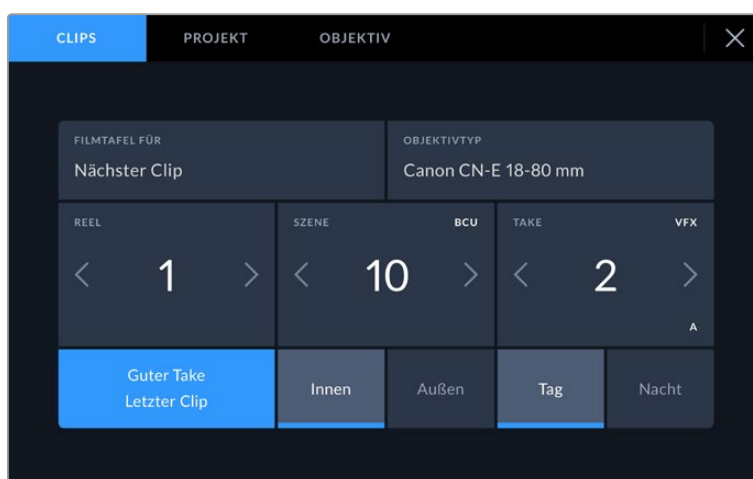 CLIPS PROJEKT OBJEKTIV
FILMTAFEL FÜR OBJEKTIVTYP
Nächster Clip Canon CN-E 18-80 mm
REEL SZENE BCU TAKE VFX
1 10 2
A
Guter Take
Letzter Clip
Innen Außen Tag Nacht